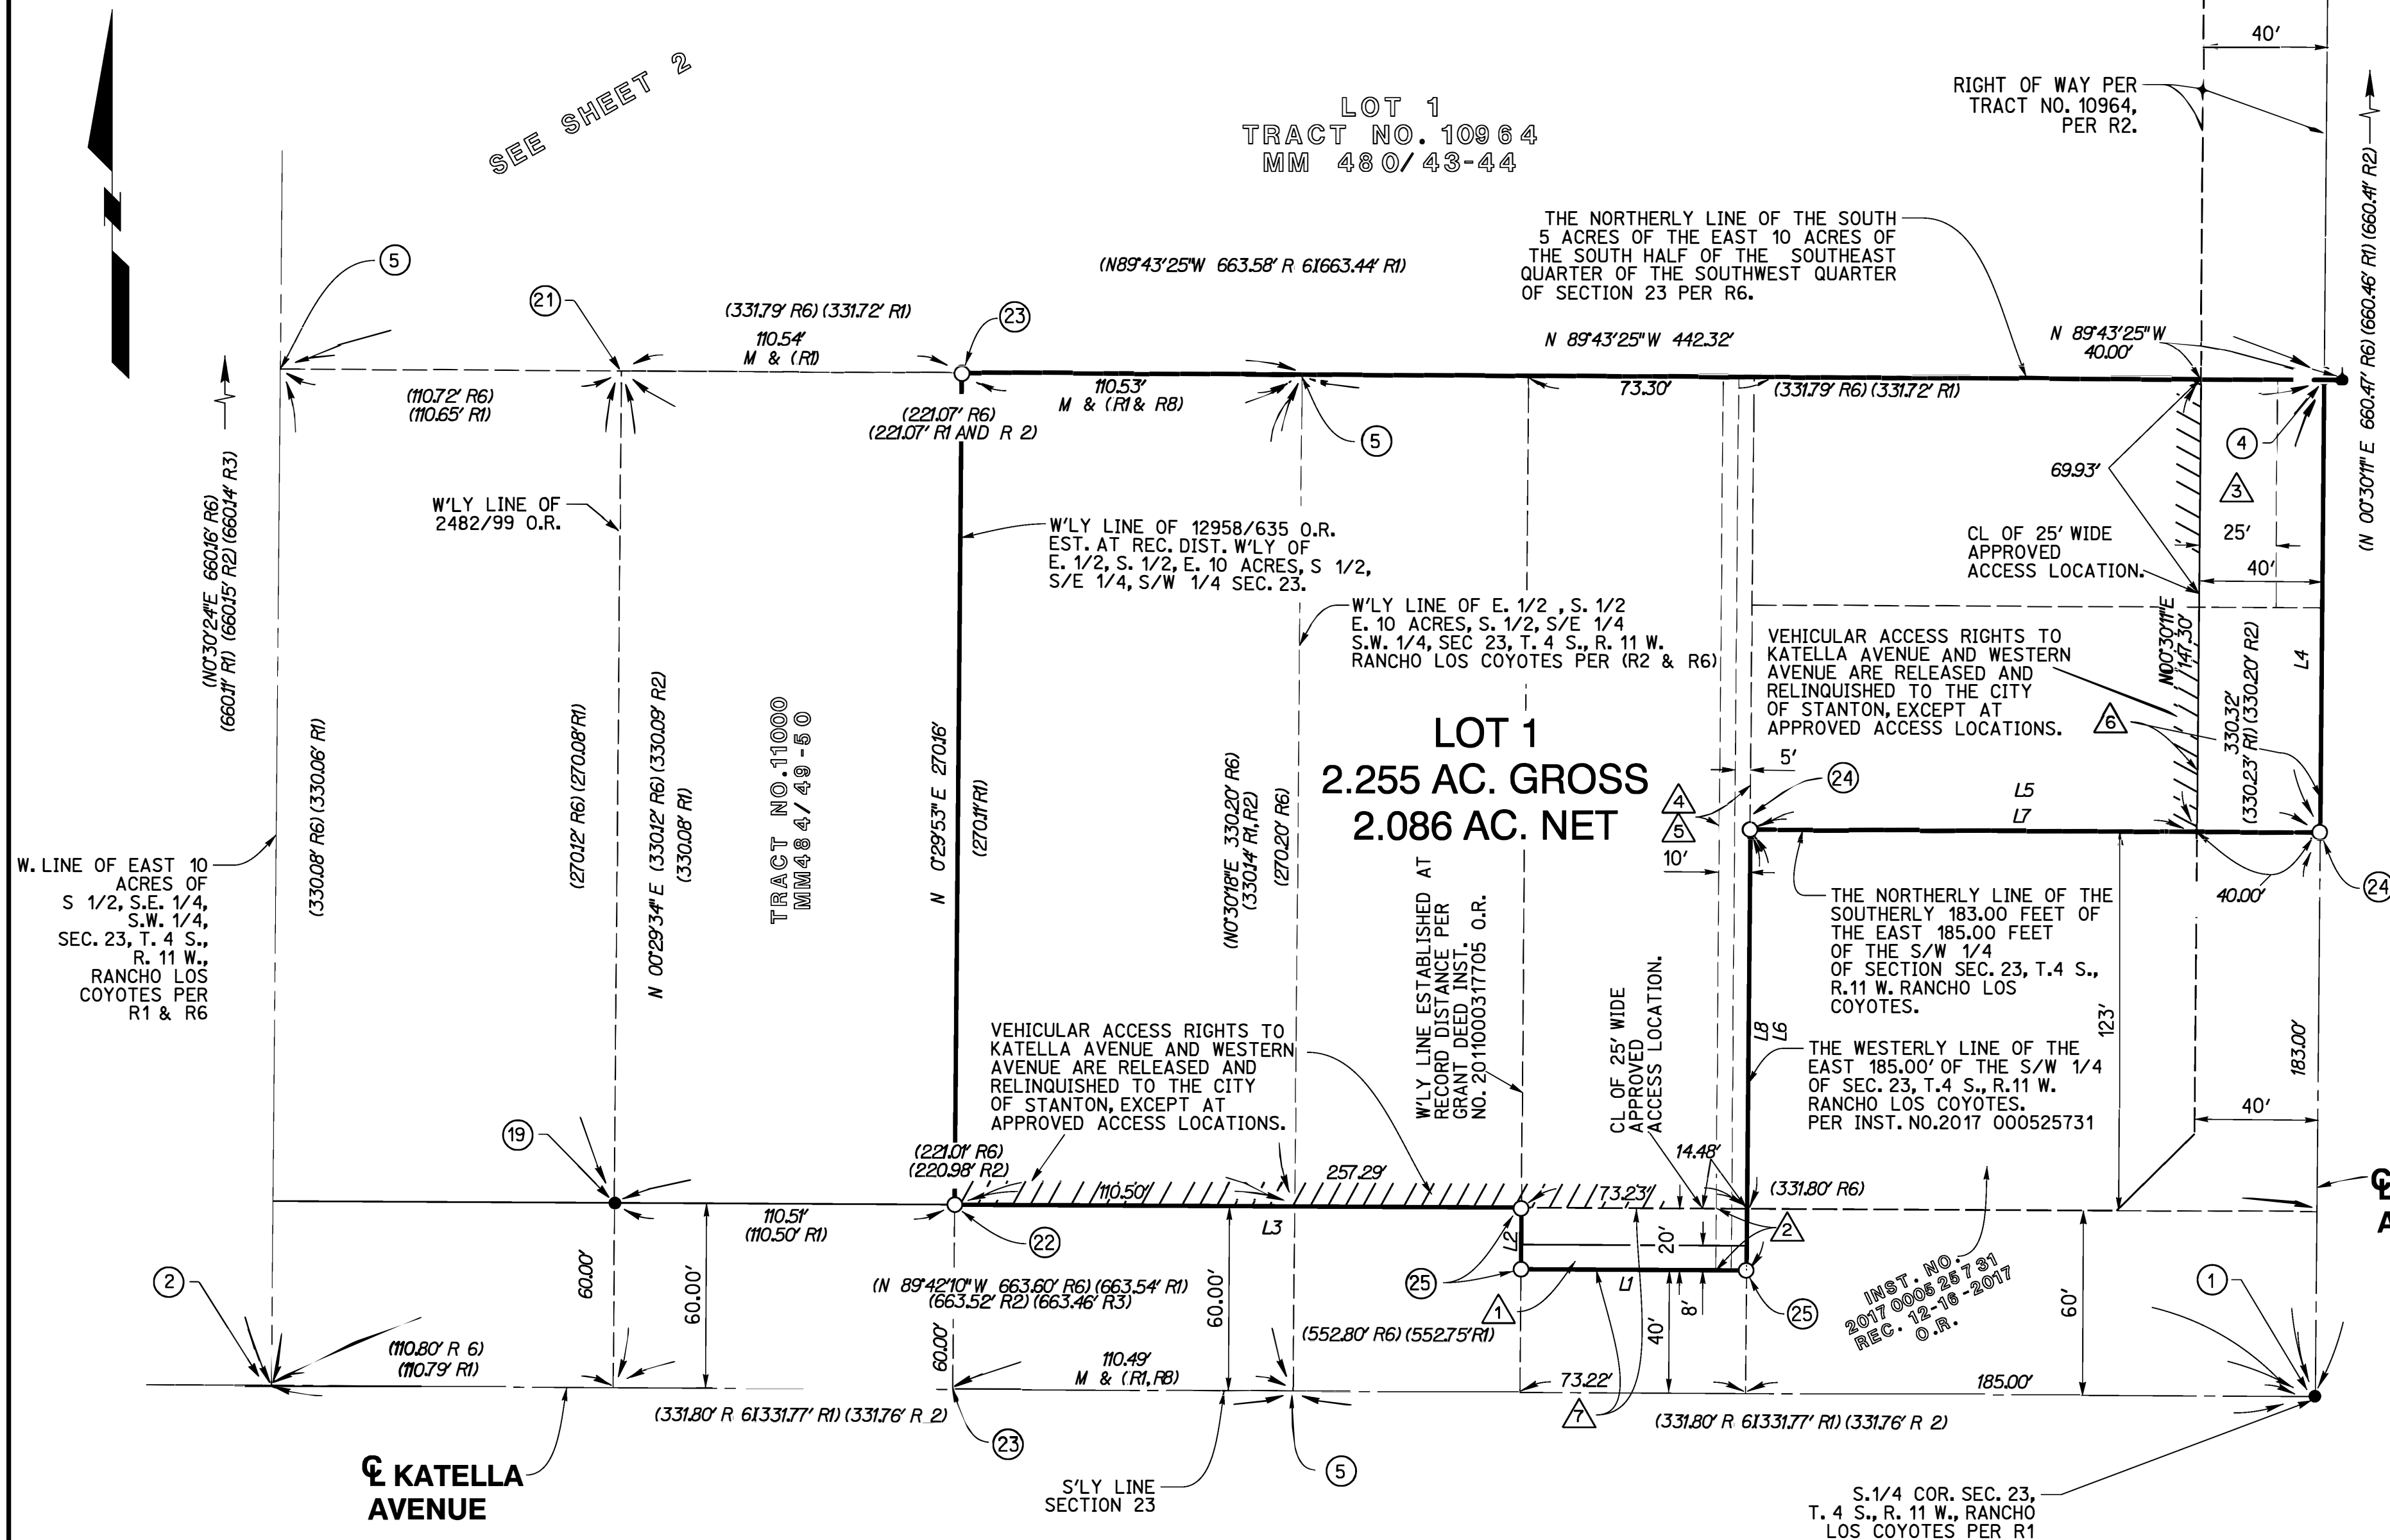 SEE SHEET 2
LOT 1
TRACT NO. 10964
MM 480/43-44
40'
RIGHT OF WAY PER
TRACT NO. 10964,
PER R2.
(N 00°30'11" E 660.47' R6) (660.46' R1) (660.41' R2)
THE NORTHERLY LINE OF THE SOUTH
5 ACRES OF THE EAST 10 ACRES OF
THE SOUTH HALF OF THE SOUTHEAST
QUARTER OF THE SOUTHWEST QUARTER
OF SECTION 23 PER R6.
5
21
(331.79' R6) (331.72' R1)
110.54'
M & (R1)
23
(N89°43'25"W 663.58' R 6)(663.44' R1)
N 89°43'25" W 442.32'
N 89°43'25" W
40.00'
(110.72' R6)
(110.65' R1)
(221.07' R6)
(221.07' R1 AND R 2)
110.53'
M & (R1 & R8)
5
73.30'
(331.79' R6) (331.72' R1)
4
69.93'
3
25'
40'
CL OF 25' WIDE
APPROVED
ACCESS LOCATION.
(N0°30'24"E 660.16' R6)
(660.11' R1) (660.15' R2) (660.14' R3)
W'LY LINE OF
2482/99 O.R.
W'LY LINE OF 12958/635 O.R.
EST. AT REC. DIST. W'LY OF
E. 1/2, S. 1/2, E. 10 ACRES, S 1/2,
S/E 1/4, S/W 1/4 SEC. 23.
W'LY LINE OF E. 1/2 , S. 1/2
E. 10 ACRES, S. 1/2, S/E 1/4
S.W. 1/4, SEC 23, T. 4 S., R. 11 W.
RANCHO LOS COYOTES PER (R2 & R6)
VEHICULAR ACCESS RIGHTS TO
KATELLA AVENUE AND WESTERN
AVENUE ARE RELEASED AND
RELINQUISHED TO THE CITY
OF STANTON, EXCEPT AT
APPROVED ACCESS LOCATIONS.
6
N00°30'11"E
147.30'
330.32'
(330.23' R1) (330.20' R2)
L4
(330.08' R6) (330.06' R1)
(270.12' R6) (270.08' R1)
N 00°29'34" E (330.12' R6) (330.09' R2)
(330.08' R1)
TRACT NO. 11000
MM484/49-50
N 0°29'53" E 270.16'
(270.11' R1)
(N0°30'18"E 330.20' R6)
(330.14' R1,R2)
(270.20' R6)
LOT 1
2.255 AC. GROSS
2.086 AC. NET
5'
4
5
10'
24
L5
L7
24
40.00'
W. LINE OF EAST 10
ACRES OF
S 1/2, S.E. 1/4,
S.W. 1/4,
SEC. 23, T. 4 S.,
R. 11 W.,
RANCHO LOS
COYOTES PER
R1 & R6
W'LY LINE ESTABLISHED AT
RECORD DISTANCE PER
GRANT DEED INST.
NO. 2011000317705 O.R.
CL OF 25' WIDE
APPROVED
ACCESS LOCATION.
THE NORTHERLY LINE OF THE
SOUTHERLY 183.00 FEET OF
THE EAST 185.00 FEET
OF THE S/W 1/4
OF SECTION SEC. 23, T.4 S.,
R.11 W. RANCHO LOS
COYOTES.
L8
L6
THE WESTERLY LINE OF THE
EAST 185.00' OF THE S/W 1/4
OF SEC. 23, T.4 S., R.11 W.
RANCHO LOS COYOTES.
PER INST. NO.2017 000525731
123'
183.00'
40'
VEHICULAR ACCESS RIGHTS TO
KATELLA AVENUE AND WESTERN
AVENUE ARE RELEASED AND
RELINQUISHED TO THE CITY
OF STANTON, EXCEPT AT
APPROVED ACCESS LOCATIONS.
19
(221.01' R6)
(220.98' R2)
110.50'
257.29'
73.23'
14.48'
(331.80' R6)
℄
A
110.51'
(110.50' R1)
22
L3
L2
20'
2
60.00'
60.00'
2
(N 89°42'10" W 663.60' R6) (663.54' R1)
(663.52' R2) (663.46' R3)
60.00'
60.00'
25
1
L1
8'
40'
25
INST. NO.
2017 0005 25 7 31
REC. 12-16-2017
O.R.
60'
1
(110.80' R 6)
(110.79' R1)
110.49'
M & (R1,R8)
(552.80' R6) (552.75' R1)
73.22'
185.00'
(331.80' R 6)(331.77' R1) (331.76' R 2)
23
7
(331.80' R 6)(331.77' R1) (331.76' R 2)
℄ KATELLA
AVENUE
S'LY LINE
SECTION 23
5
S.1/4 COR. SEC. 23,
T. 4 S., R. 11 W., RANCHO
LOS COYOTES PER R1